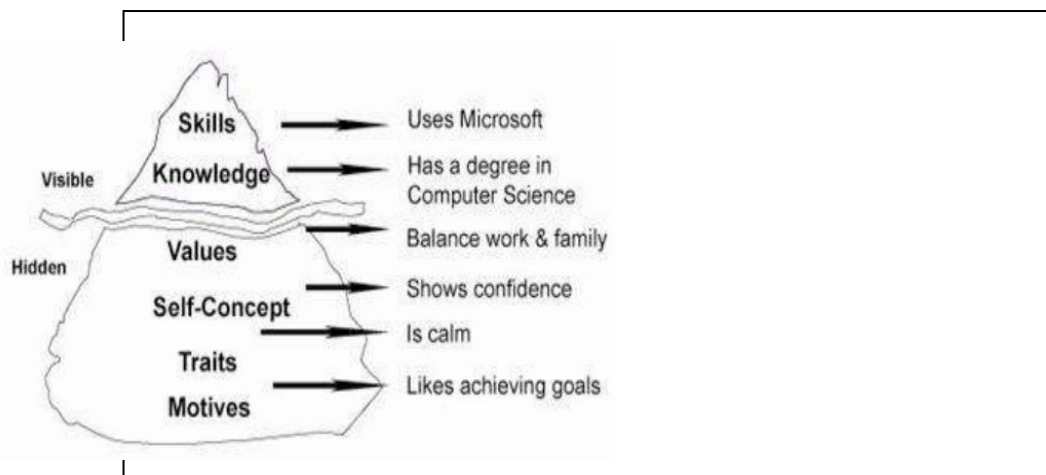 Skills
Uses Microsoft
Knowledge
Has a degree in
Computer Science
Visible
Values
Balance work & family
Hidden
Self-Concept
Shows confidence
Traits
Is calm
Motives
Likes achieving goals